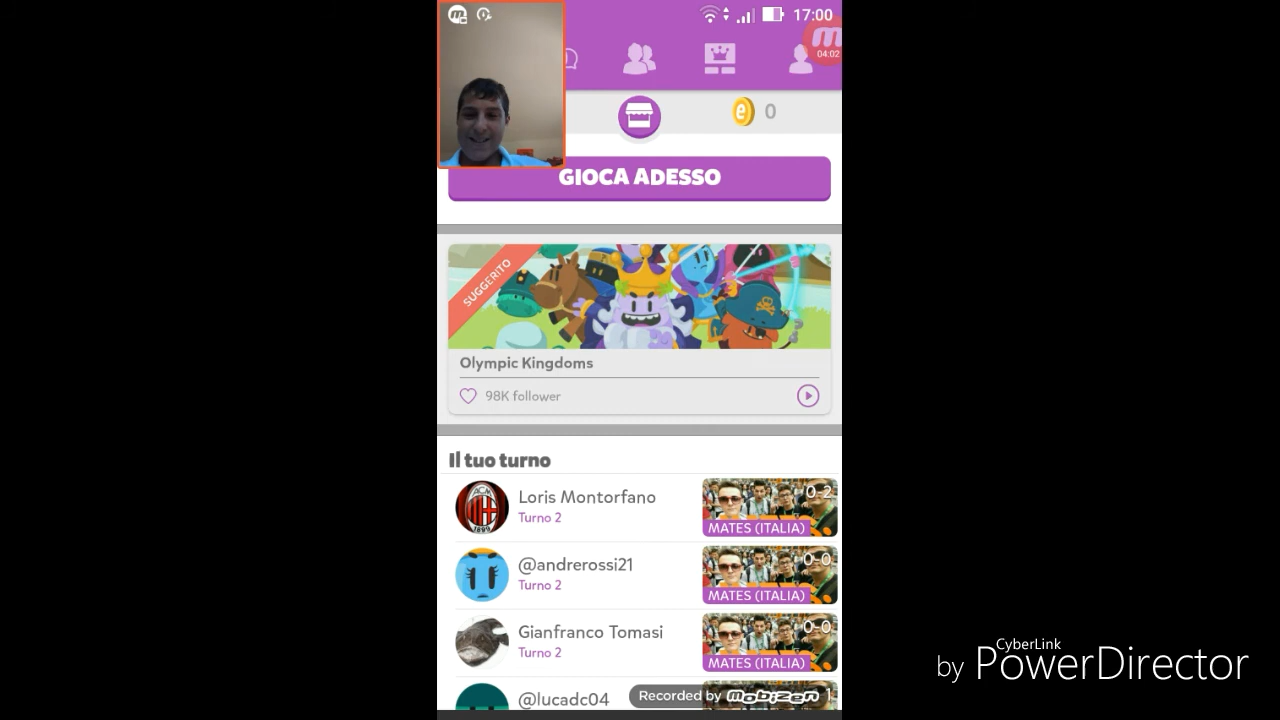 17:00
04:02
0
GIOCA ADESSO
SUGGERITO
Olympic Kingdoms
98K follower
Il tuo turno
Loris Montorfano
Turno 2
0-2
MATES (ITALIA)
@andrerossi21
Turno 2
0-0
MATES (ITALIA)
Gianfranco Tomasi
Turno 2
0-0
MATES (ITALIA)
@lucadc04
1
Recorded by Mobizen
CyberLink
by PowerDirector